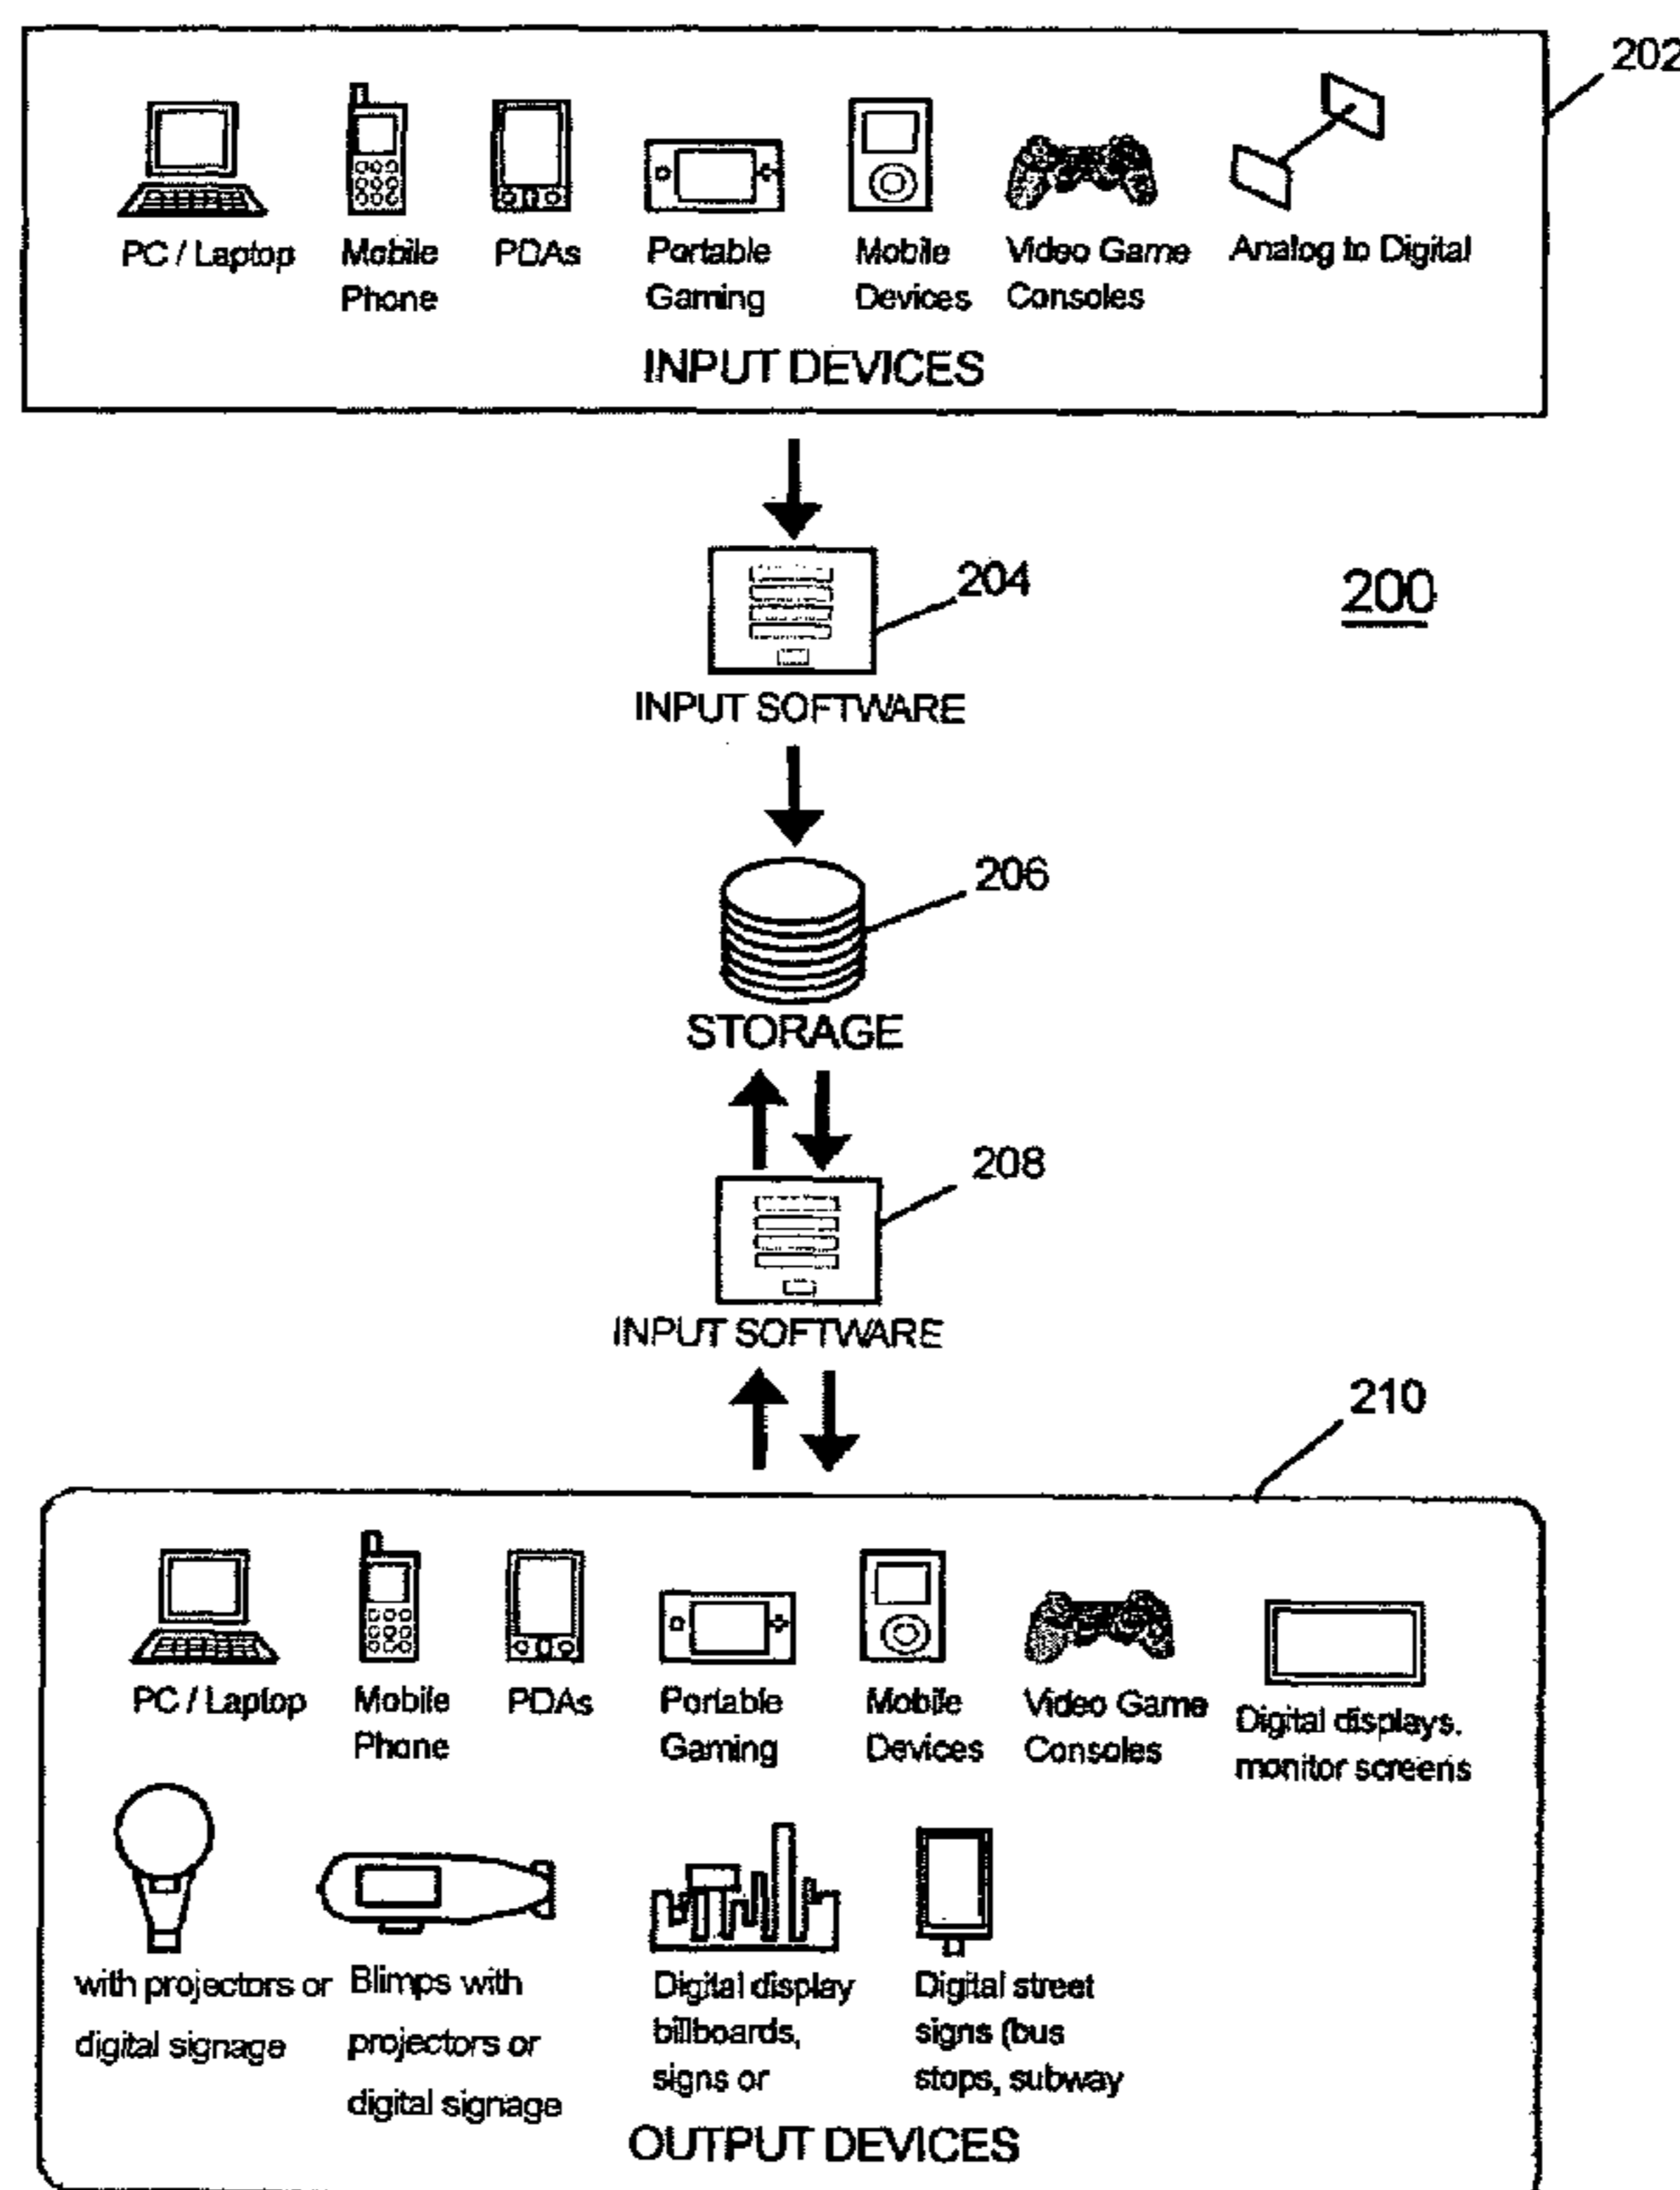 202
PC / Laptop
Mobile
Phone
PDAs
Portable
Gaming
Mobile
Devices
Video Game
Consoles
Analog to Digital
INPUT DEVICES
204
200
INPUT SOFTWARE
206
STORAGE
208
INPUT SOFTWARE
210
PC / Laptop
Mobile
Phone
PDAs
Portable
Gaming
Mobile
Devices
Video Game
Consoles
Digital displays.
monitor screens
with projectors or
digital signage
Blimps with
projectors or
digital signage
Digital display
billboards,
signs or
Digital street
signs (bus
stops, subway
OUTPUT DEVICES